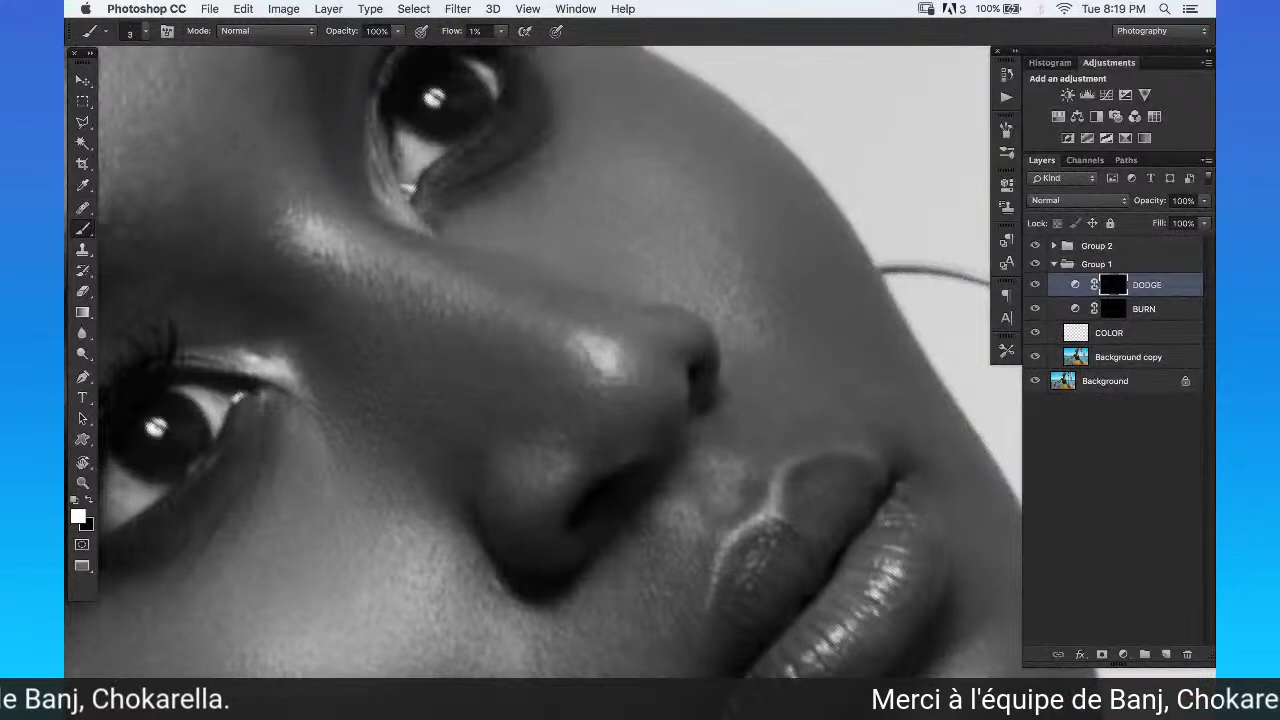 Photoshop CC File Edit Image Layer Type Select Filter 3D View Window Help 3 100% Tue 8:19 PM
3 Mode: Normal Opacity: 100% Flow: 1% Photography
Histogram Adjustments
Add an adjustment
Layers Channels Paths
Kind
Normal Opacity: 100%
Lock: Fill: 100%
Group 2
Group 1
DODGE
BURN
COLOR
Background copy
Background
de Banj, Chokarella. Merci à l'équipe de Banj, Chokare